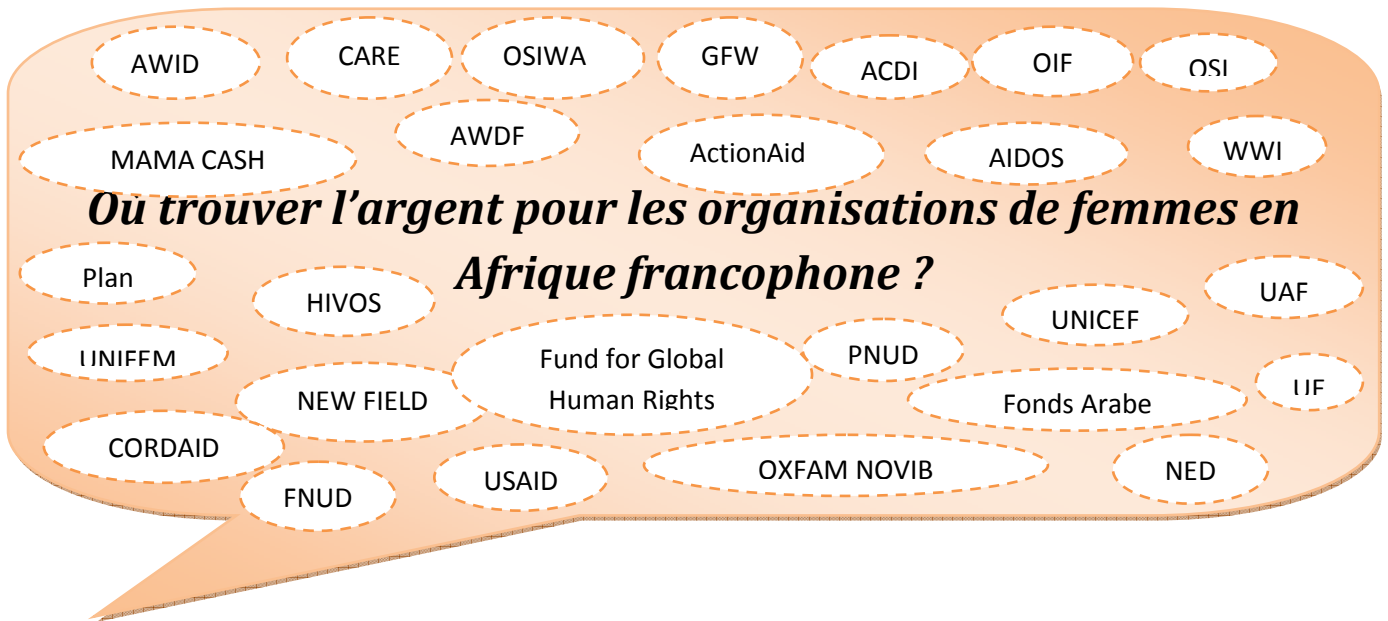 AWID
CARE
OSIWA
GFW
ACDI
OIF
OSI
MAMA CASH
AWDF
ActionAid
AIDOS
WWI
Où trouver l’argent pour les organisations de femmes en
Afrique francophone ?
Plan
HIVOS
UNICEF
UAF
UNIFEM
NEW FIELD
Fund for Global
Human Rights
PNUD
Fonds Arabe
CORDAID
FNUD
USAID
OXFAM NOVIB
NED